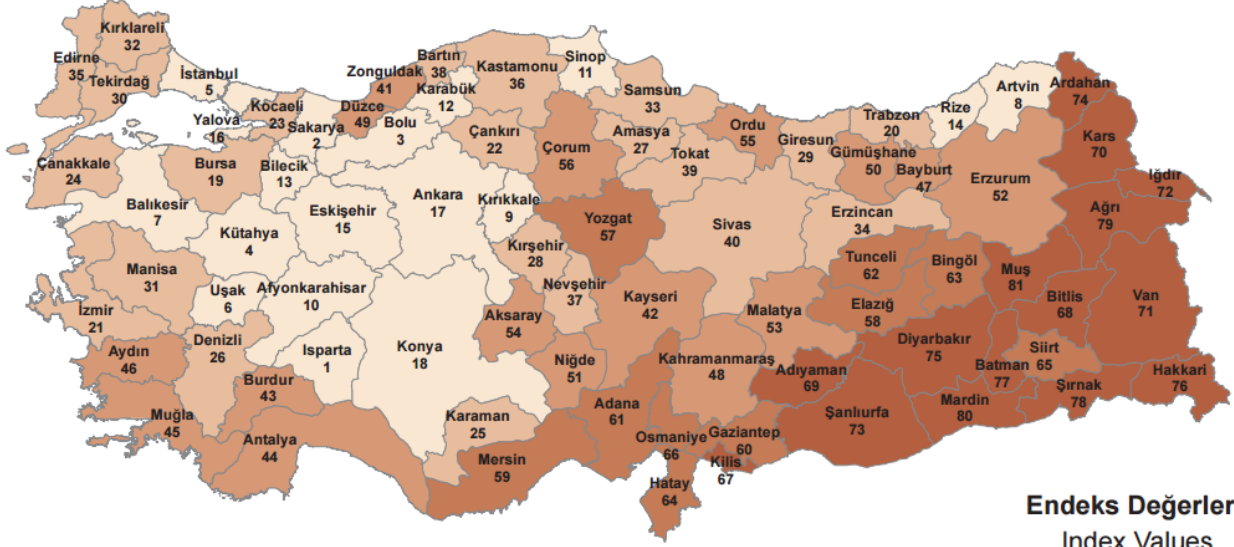 Kırklareli
32
Edirne
35
Tekirdağ
30
İstanbul
5
Yalova
16
Kocaeli
23
Sakarya
2
Düzce
49
Zonguldak
41
Bartın
38
Karabük
12
Bolu
3
Kastamonu
36
Sinop
11
Samsun
33
Çankırı
22
Çorum
56
Amasya
27
Tokat
39
Ordu
55
Giresun
29
Trabzon
20
Gümüşhane
50
Bayburt
47
Rize
14
Artvin
8
Ardahan
74
Kars
70
Iğdır
72
Ağrı
79
Erzurum
52
Erzincan
34
Çanakkale
24
Balıkesir
7
Bursa
19
Bilecik
13
Eskişehir
15
Kütahya
4
Ankara
17
Kırıkkale
9
Yozgat
57
Sivas
40
Kırşehir
28
Nevşehir
37
Kayseri
42
Tunceli
62
Bingöl
63
Muş
81
Bitlis
68
Van
71
Manisa
31
İzmir
21
Uşak
6
Afyonkarahisar
10
Aydın
46
Denizli
26
Isparta
1
Burdur
43
Muğla
45
Antalya
44
Konya
18
Aksaray
54
Niğde
51
Karaman
25
Mersin
59
Adana
61
Osmaniye
66
Hatay
64
Kahramanmaraş
48
Malatya
53
Elazığ
58
Adıyaman
69
Gaziantep
60
Kilis
67
Şanlıurfa
73
Diyarbakır
75
Mardin
80
Batman
77
Siirt
65
Şırnak
78
Hakkari
76
Endeks Değerler
Index Values